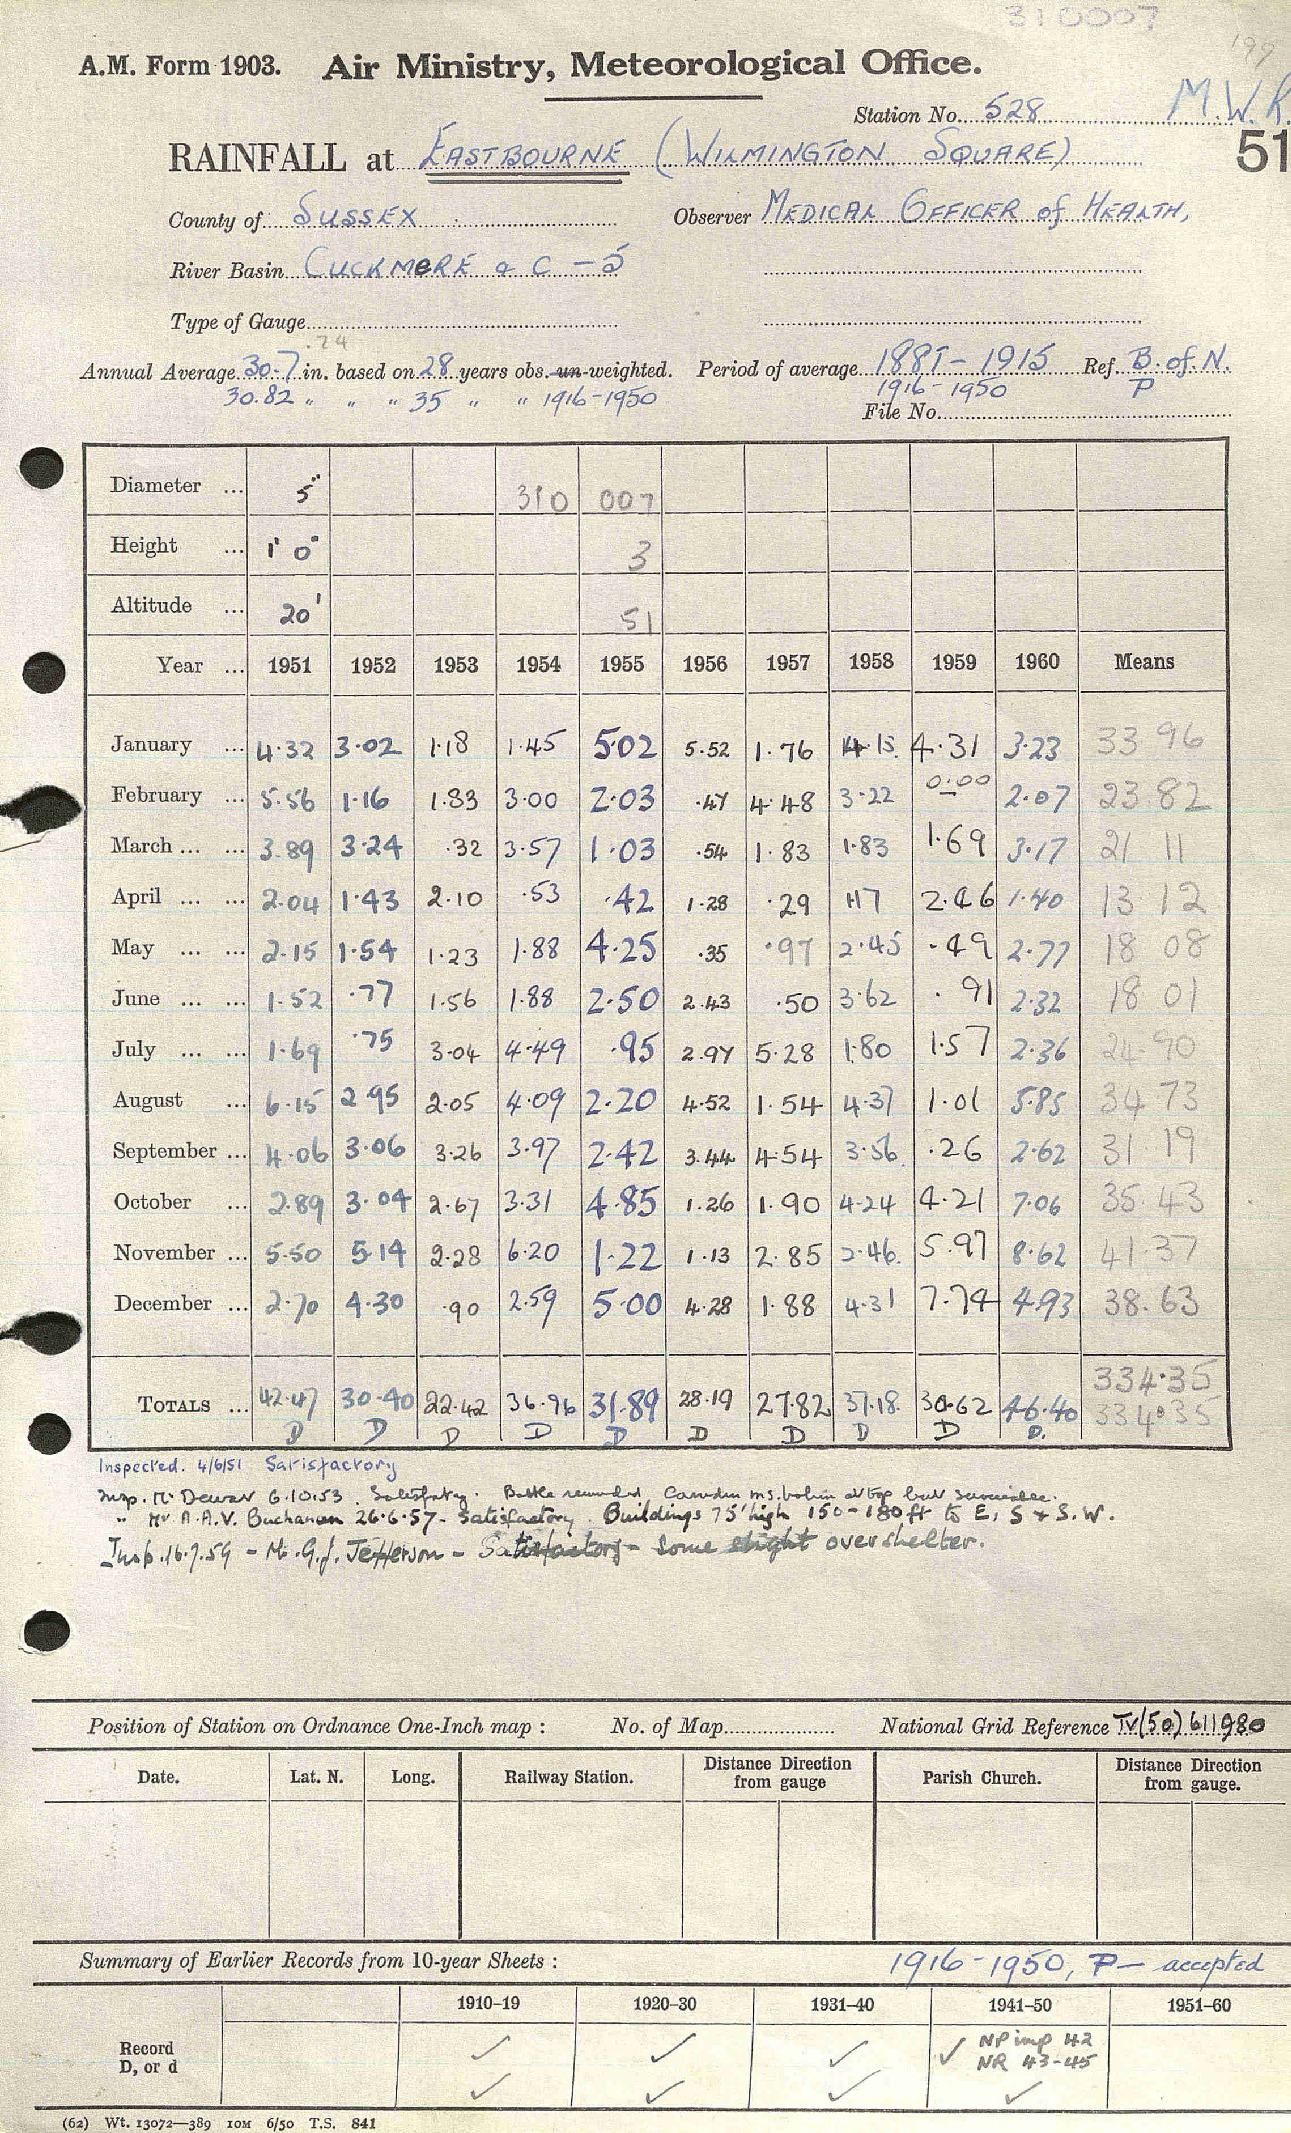 310007
199
A.M. Form 1903. Air Ministry, Meteorological Office.
Station No. 528 M.W.R.
51
RAINFALL at EASTBOURNE (WILMINGTON SQUARE)
County of SUSSEX Observer MEDICAL OFFICER of HEALTH,
River Basin CUCKMERE & C - 5
Type of Gauge
.74
Annual Average 30.7 in. based on 28 years obs. un-weighted. Period of average 1881-1915 Ref. B. of. N.
30.82 " " " 35 " " 1916-1950 1916-1950 P
File No.
Diameter ... 5" 310 007
Height ... 1' 0" 3
Altitude ... 20' 51
Year ... 1951 1952 1953 1954 1955 1956 1957 1958 1959 1960 Means
January ... 4.32 3.02 1.18 1.45 5.02 5.52 1.76 4.15 4.31 3.23 33 96
February ... 5.56 1.16 1.83 3.00 2.03 .47 4.48 3.22 0.00 2.07 23.82
March ... ... 3.89 3.24 .32 3.57 1.03 .54 1.83 1.83 1.69 3.17 21 11
April ... ... 2.04 1.43 2.10 .53 .42 1.28 .29 1.17 2.46 1.40 13 12
May ... ... 2.15 1.54 1.23 1.88 4.25 .35 .97 2.45 .49 2.77 18 08
June ... ... 1.52 .77 1.56 1.88 2.50 2.43 .50 3.62 .91 2.32 18 01
July ... ... 1.69 .75 3.04 4.49 .95 2.97 5.28 1.80 1.57 2.36 24.90
August ... 6.15 2.95 2.05 4.09 2.20 4.52 1.54 4.37 1.01 5.85 34 73
September ... 4.06 3.06 3.26 3.97 2.42 3.44 4.54 3.56 .26 2.62 31 19
October ... 2.89 3.04 2.67 3.31 4.85 1.26 1.90 4.24 4.21 7.06 35.43
November ... 5.50 5.14 2.28 6.20 1.22 1.13 2.85 2.46 5.97 8.62 41 37
December ... 2.70 4.30 .90 2.59 5.00 4.28 1.88 4.31 7.74 4.93 38.63
334.35
TOTALS ... 42.47 30.40 22.42 36.96 31.89 28.19 27.82 37.18 30.62 46.40 334.35
D D D D D D D D D D.
Inspected. 4/6/51 Satisfactory
Insp. Mr Dewar 6.10.53. Satisfactory. Bottle at top but serviceable.
" Mr A.A.V. Buchanan 26.6.57 - Satisfactory. Buildings 75' high 150-180 ft to E, S & S.W.
Insp. 16.7.59 - Mr. G.J. Jefferson - Satisfactory - some slight overshelter.
Position of Station on Ordnance One-Inch map : No. of Map National Grid Reference TV(50) 611980
Date. Lat. N. Long. Railway Station. Distance Direction from gauge Parish Church. Distance Direction from gauge.
Summary of Earlier Records from 10-year Sheets : 1916-1950, P - accepted
1910-19 1920-30 1931-40 1941-50 1951-60
Record ✓ ✓ ✓ ✓ NP imp 42
D, or d NR 43-45
✓ ✓ ✓ ✓
(62) Wt. 13072—389 10M 6/50 T.S. 841